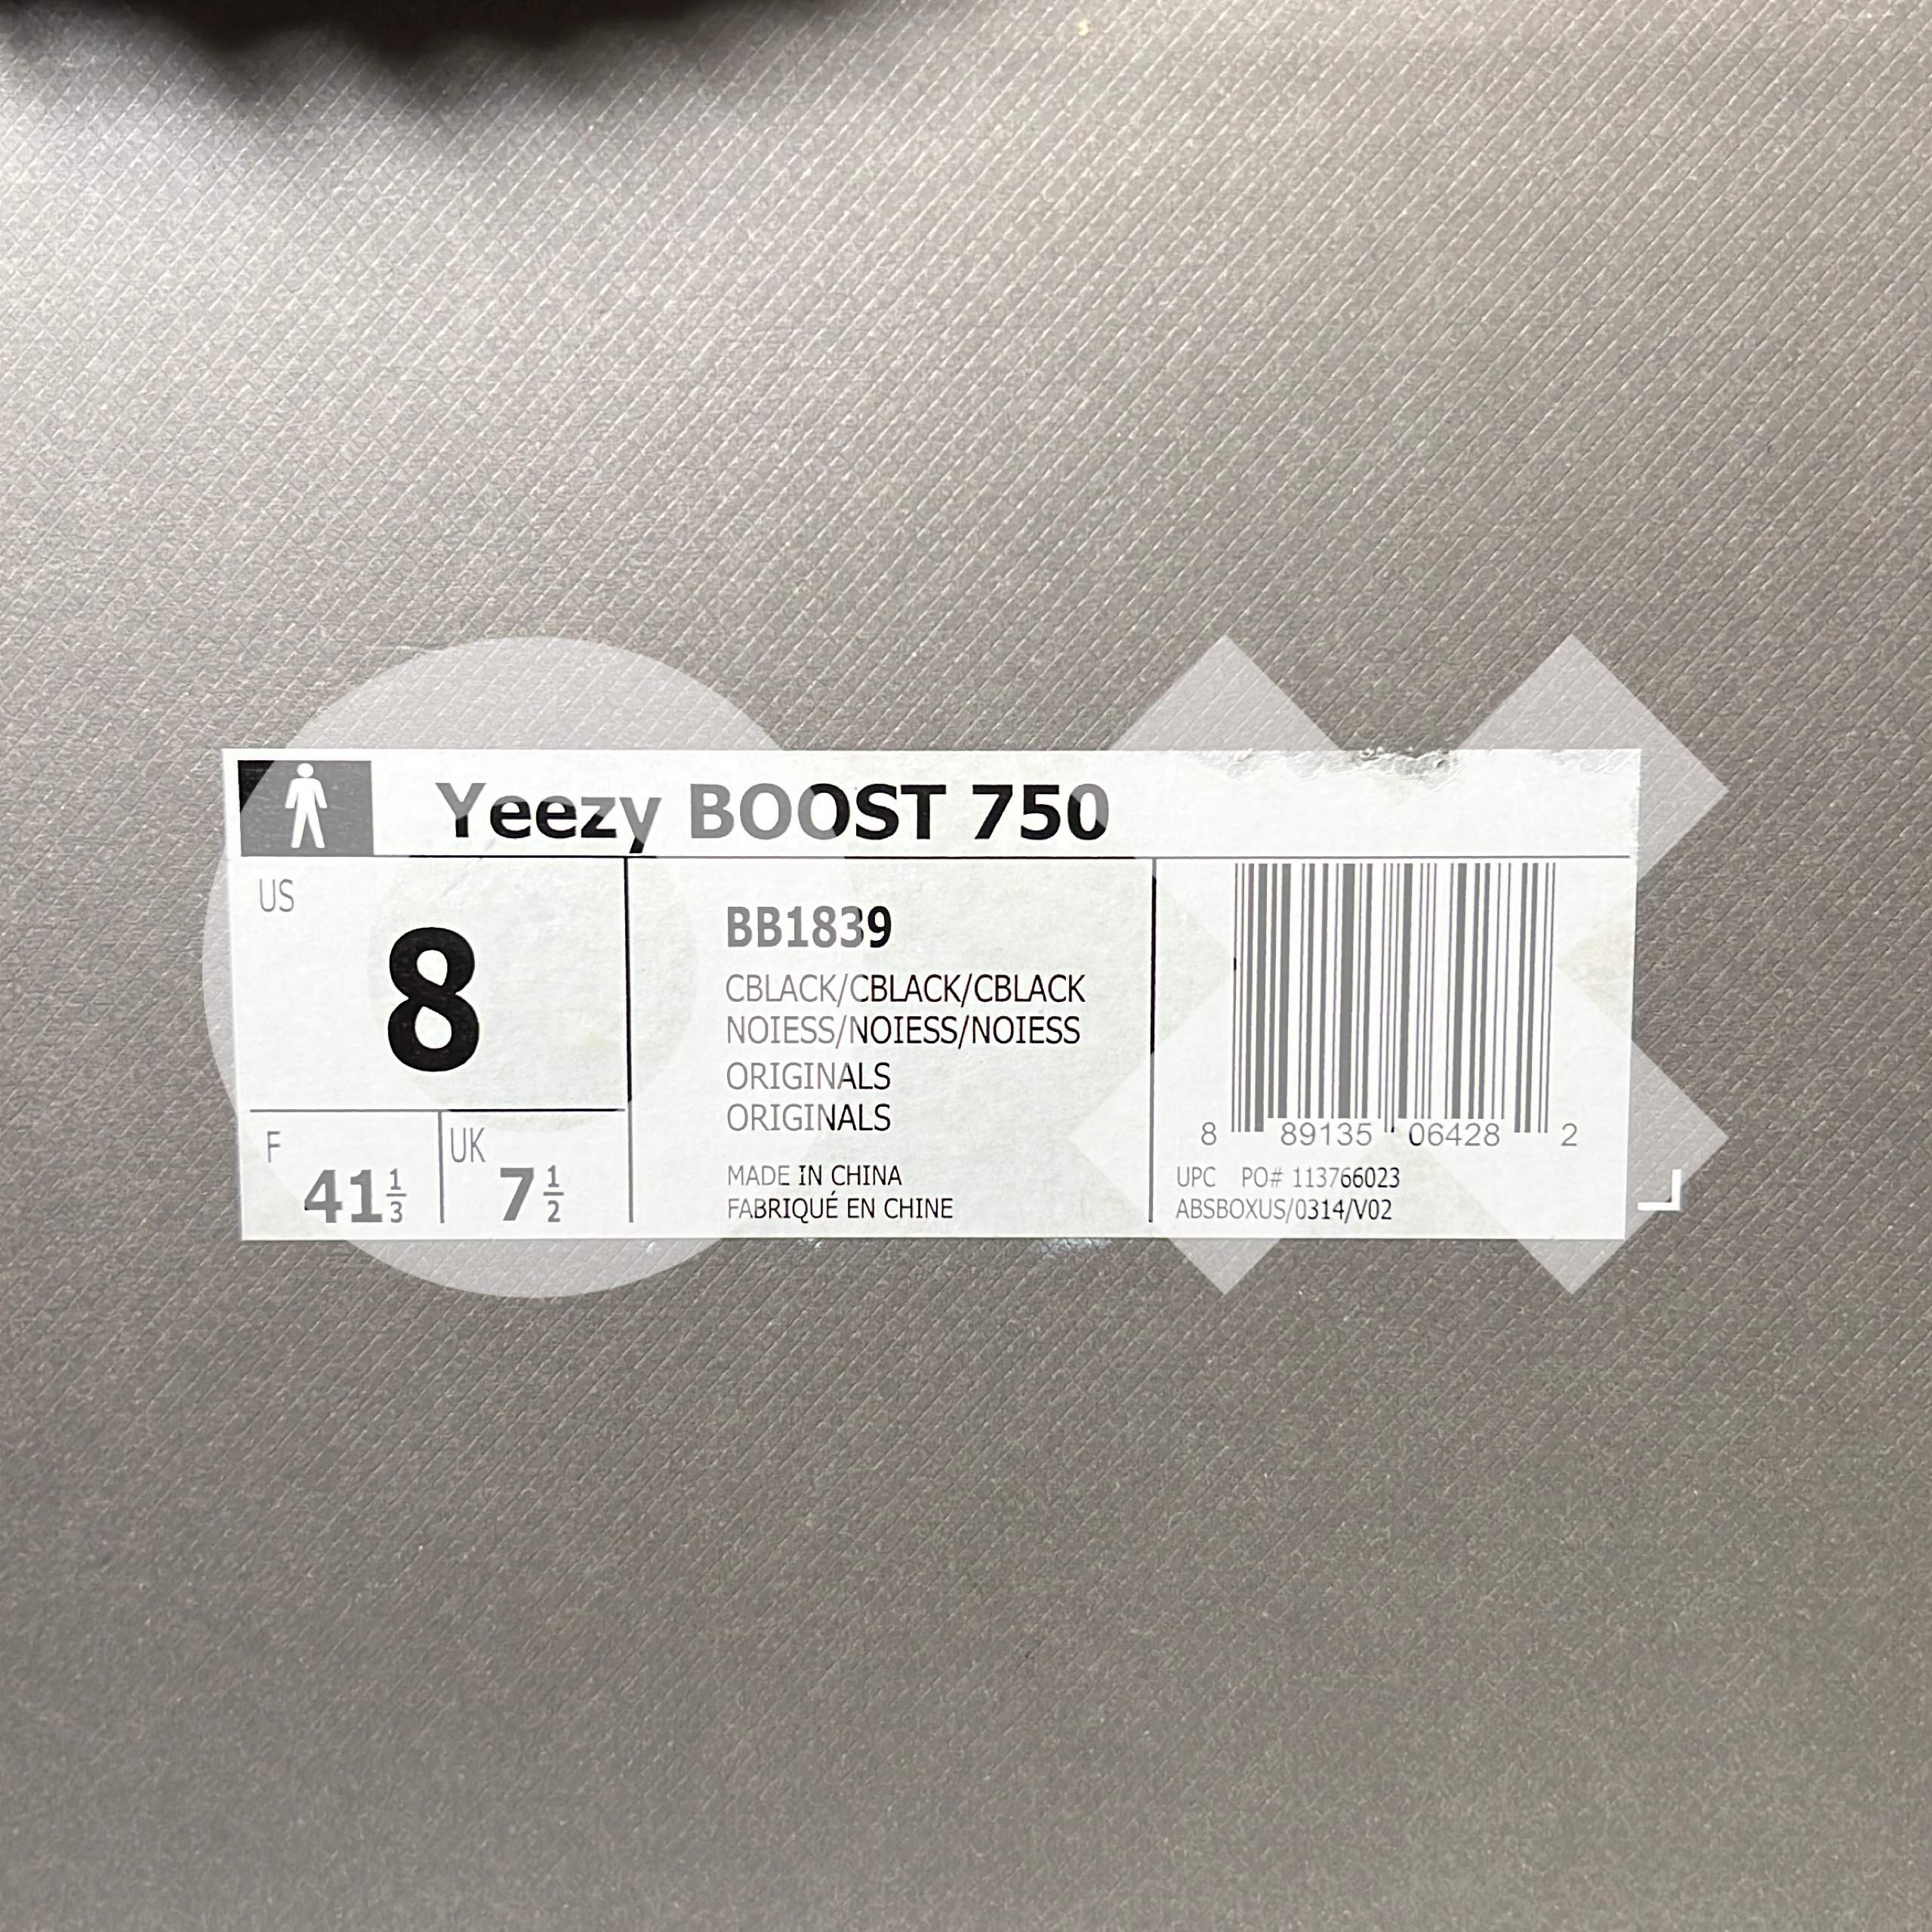 Yeezy BOOST 750
US
8
F
41 1/3
UK
7 1/2
BB1839
CBLACK/CBLACK/CBLACK
NOIESS/NOIESS/NOIESS
ORIGINALS
ORIGINALS
MADE IN CHINA
FABRIQUÉ EN CHINE
8 89135 06428 2
UPC PO# 113766023
ABSBOXUS/0314/V02
OX